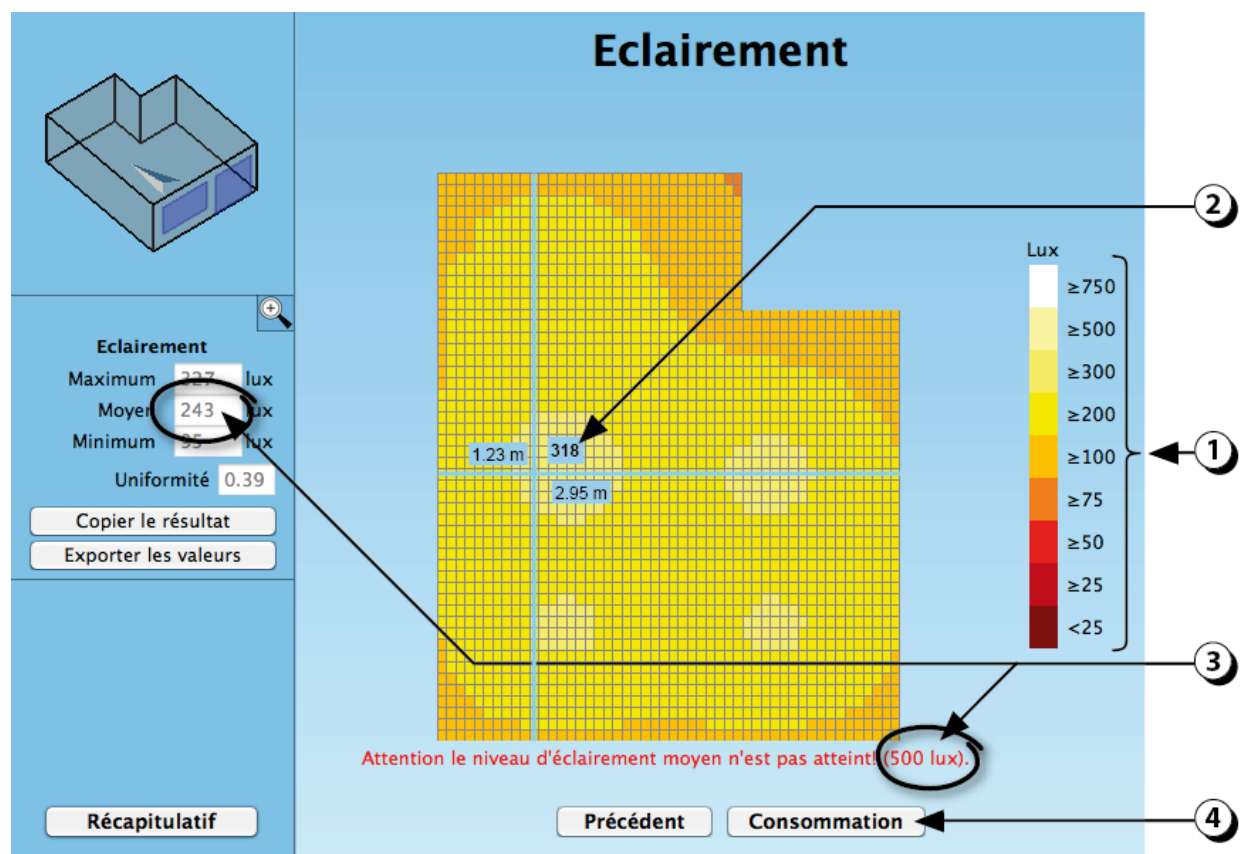 Eclairement
Lux
≥750
≥500
≥300
≥200
≥100
≥75
≥50
≥25
<25
Eclairement
Maximum 327 lux
Moyen 243 lux
Minimum 95 lux
Uniformité 0.39
Copier le résultat
Exporter les valeurs
1.23 m
318
2.95 m
Attention le niveau d'éclairement moyen n'est pas atteint! (500 lux).
Récapitulatif
Précédent
Consommation
2
1
3
4